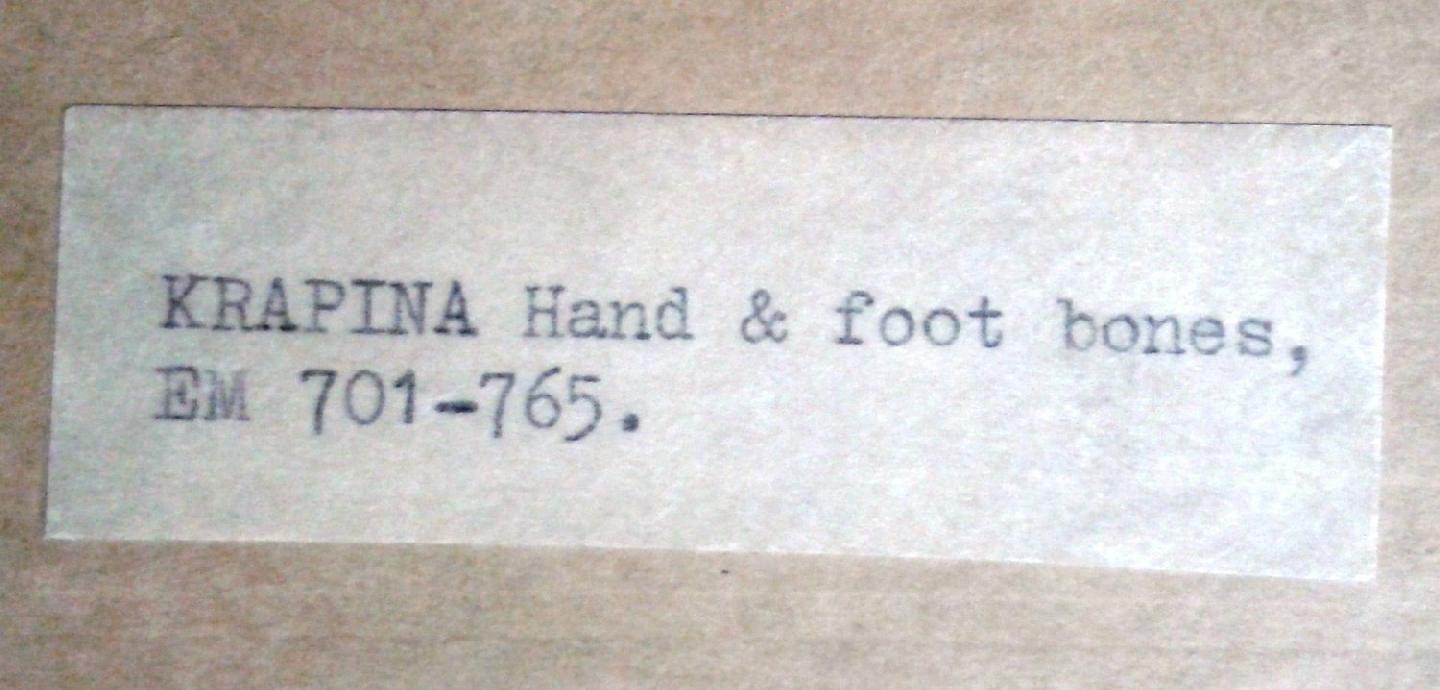 KRAPINA Hand & foot bones,
EM 701-765.